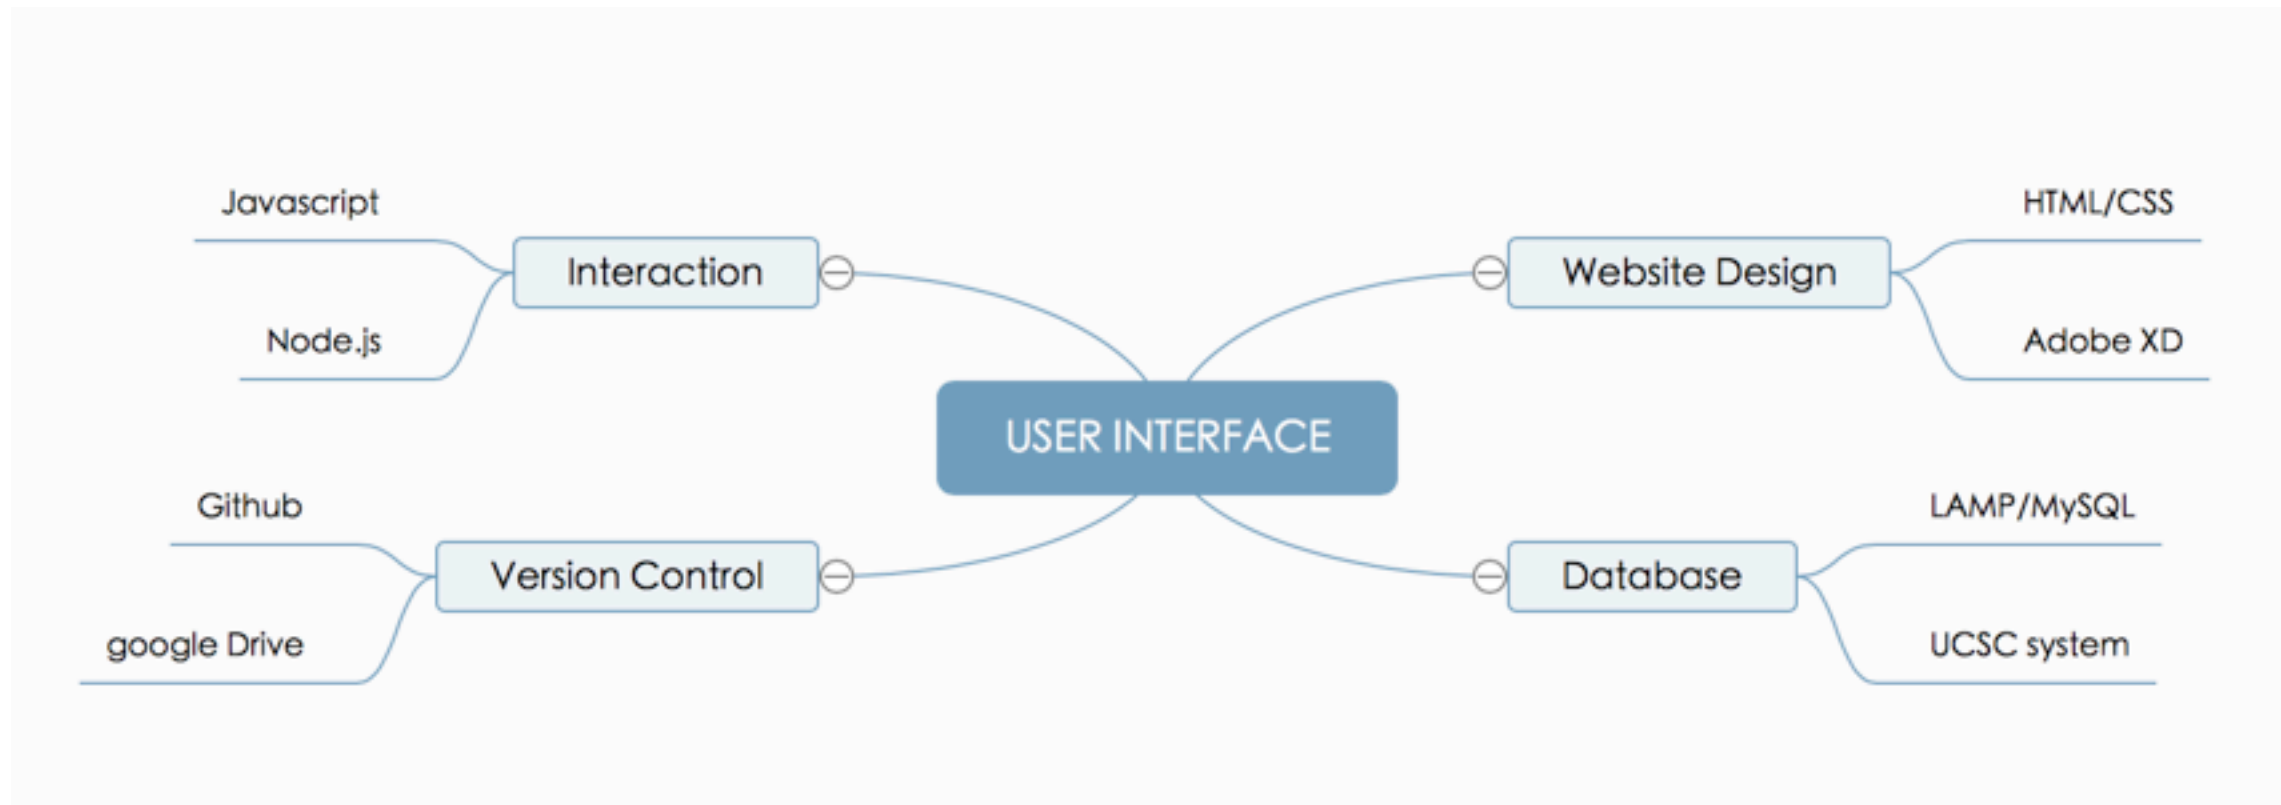 Javascript
Interaction
Node.js
HTML/CSS
Website Design
Adobe XD
USER INTERFACE
Github
Version Control
google Drive
LAMP/MySQL
Database
UCSC system